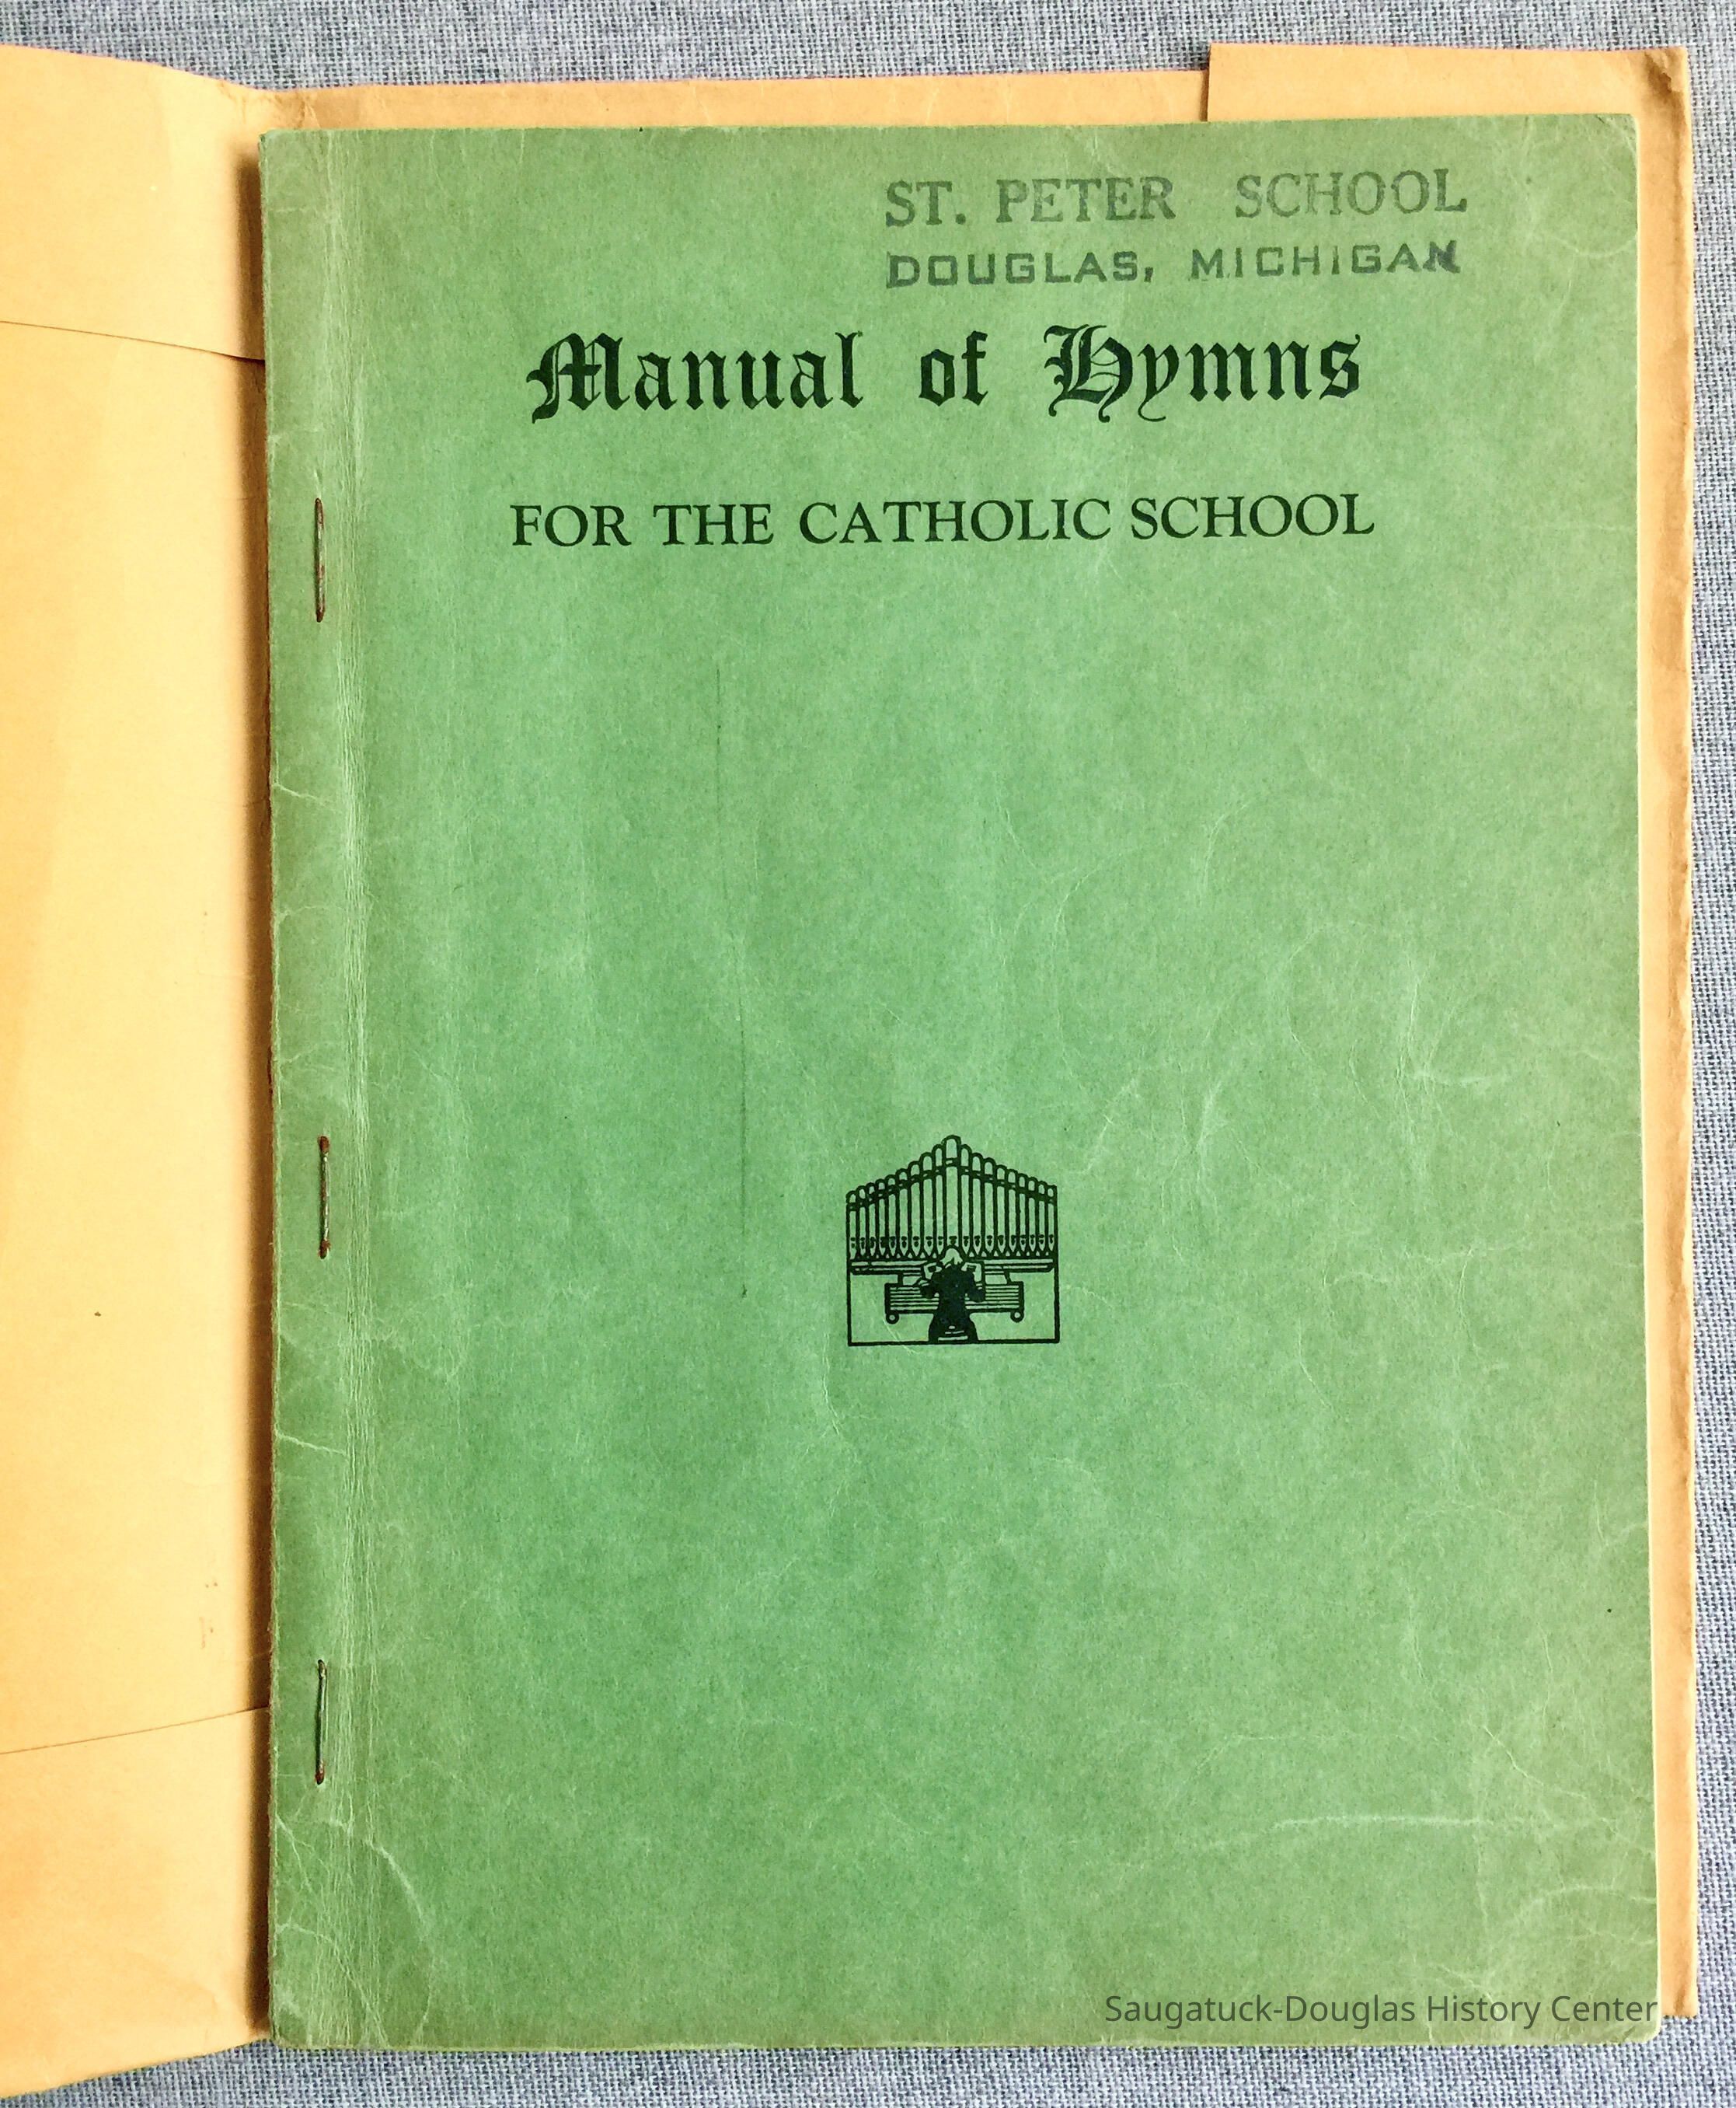 ST. PETER SCHOOL
DOUGLAS, MICHIGAN
Manual of Hymns
FOR THE CATHOLIC SCHOOL
Saugatuck-Douglas History Center